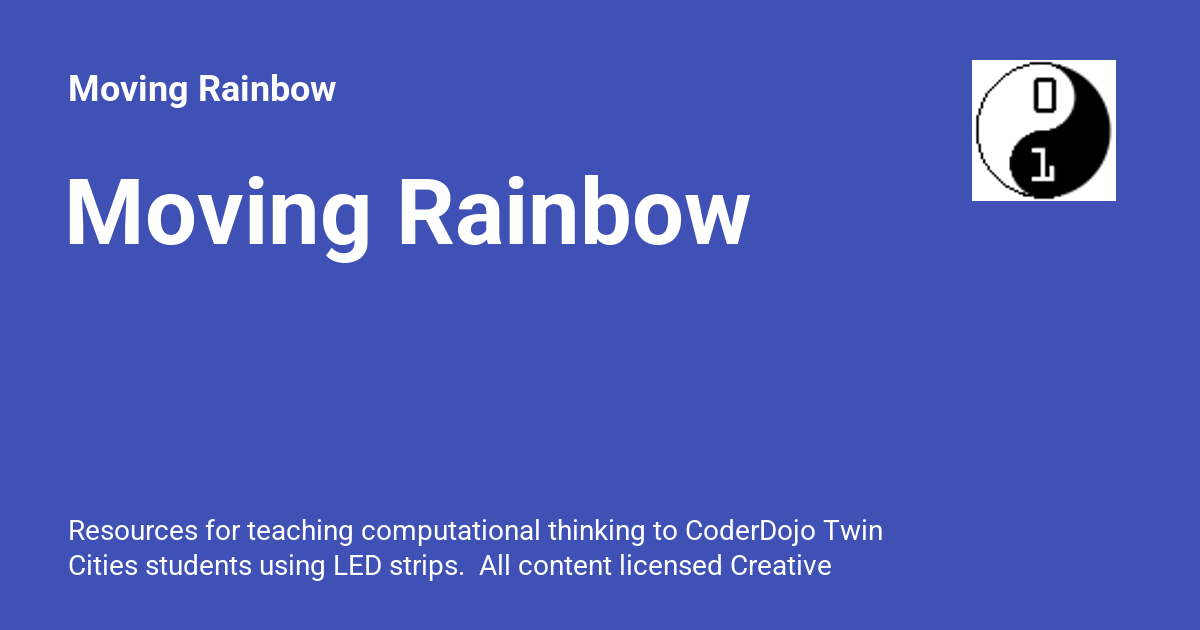 Moving Rainbow
0
1
Moving Rainbow
Resources for teaching computational thinking to CoderDojo Twin
Cities students using LED strips.  All content licensed Creative